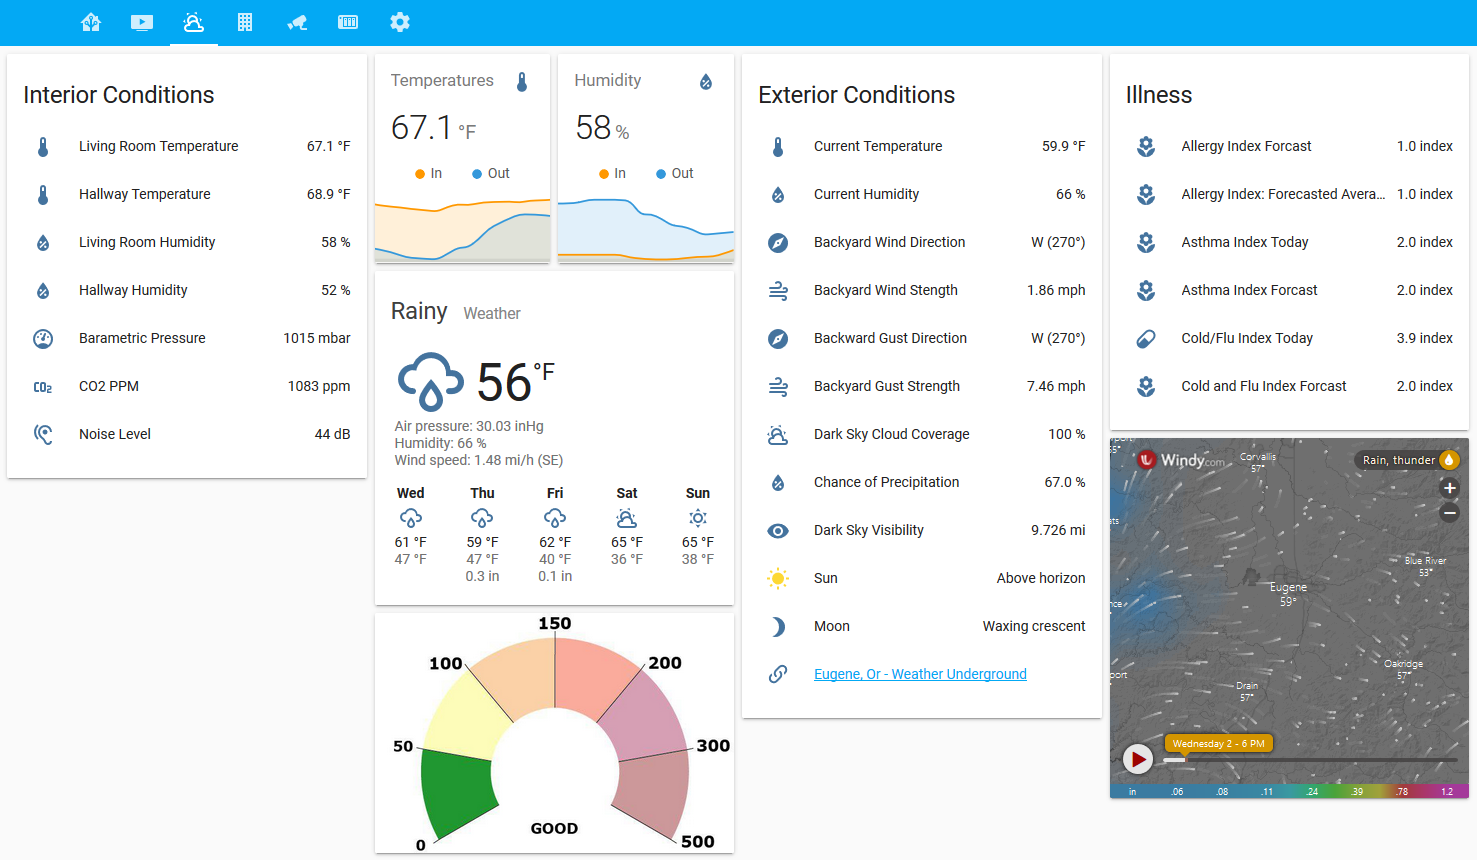 Interior Conditions
Living Room Temperature 67.1 °F
Hallway Temperature 68.9 °F
Living Room Humidity 58 %
Hallway Humidity 52 %
Barametric Pressure 1015 mbar
CO2 CO2 PPM 1083 ppm
Noise Level 44 dB
Temperatures
67.1 °F
In Out
Humidity
58 %
In Out
Rainy Weather
56 °F
Air pressure: 30.03 inHg
Humidity: 66 %
Wind speed: 1.48 mi/h (SE)
Wed Thu Fri Sat Sun
61 °F 59 °F 62 °F 65 °F 65 °F
47 °F 47 °F 40 °F 36 °F 38 °F
0.3 in 0.1 in
150
100 200
50 300
GOOD
0 500
Exterior Conditions
Current Temperature 59.9 °F
Current Humidity 66 %
Backyard Wind Direction W (270°)
Backyard Wind Stength 1.86 mph
Backward Gust Direction W (270°)
Backyard Gust Strength 7.46 mph
Dark Sky Cloud Coverage 100 %
Chance of Precipitation 67.0 %
Dark Sky Visibility 9.726 mi
Sun Above horizon
Moon Waxing crescent
Eugene, Or - Weather Underground
Illness
Allergy Index Forcast 1.0 index
Allergy Index: Forecasted Avera... 1.0 index
Asthma Index Today 2.0 index
Asthma Index Forcast 2.0 index
Cold/Flu Index Today 3.9 index
Cold and Flu Index Forcast 2.0 index
port
55°
Windy.com
Corvallis
57°
Rain, thunder
+
−
ets
Blue River
53°
Eugene
59°
nce
Oakridge
57°
port
Drain
57°
Wednesday 2 - 6 PM
in .06 .08 .11 .24 .39 .78 1.2